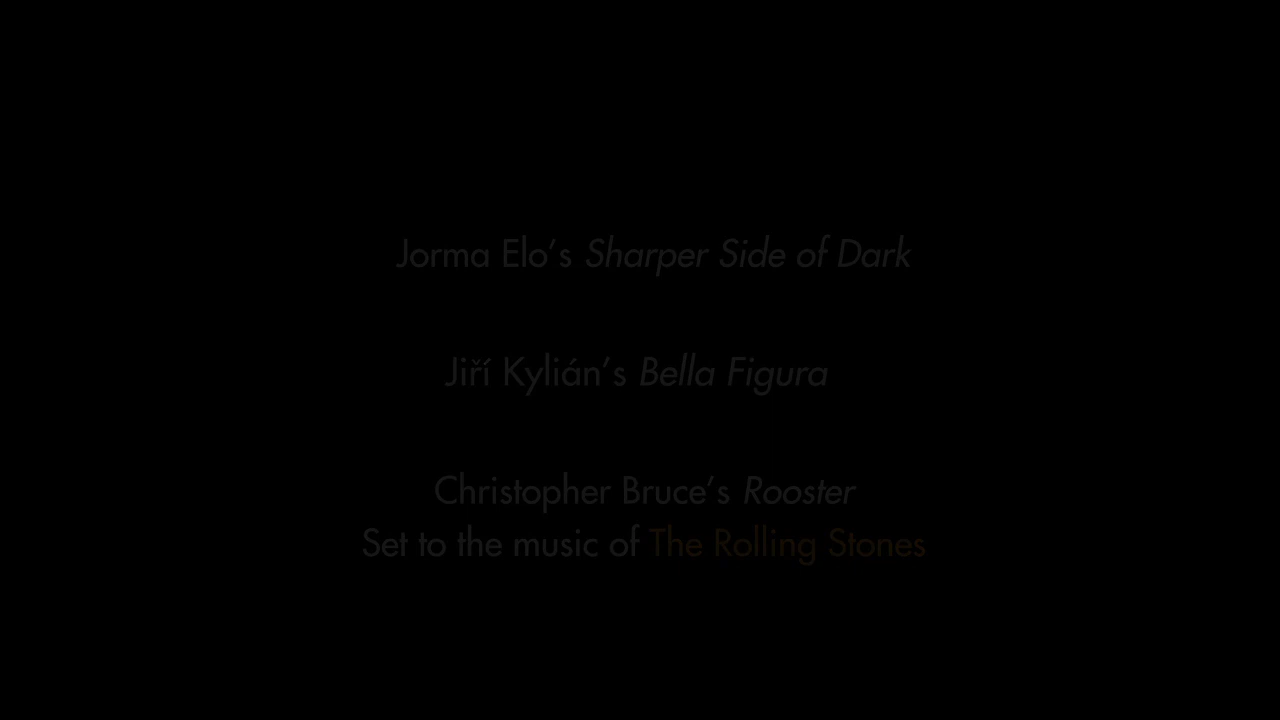 Jorma Elo’s Sharper Side of Dark
Jiří Kylián’s Bella Figura
Christopher Bruce’s Rooster
Set to the music of The Rolling Stones